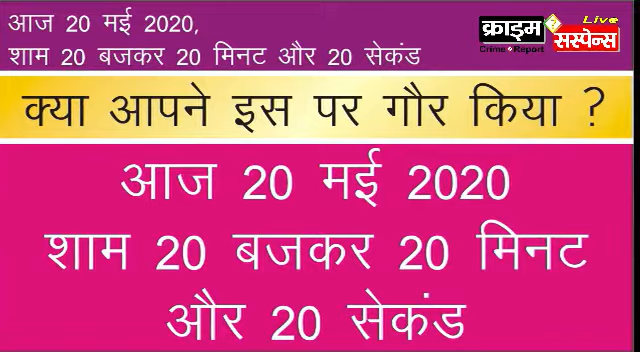 आज 20 मई 2020,
शाम 20 बजकर 20 मिनट और 20 सेकंड
क्राइम ? सस्पेन्स Live
Crime Report
क्या आपने इस पर गौर किया ?
आज 20 मई 2020
शाम 20 बजकर 20 मिनट
और 20 सेकंड